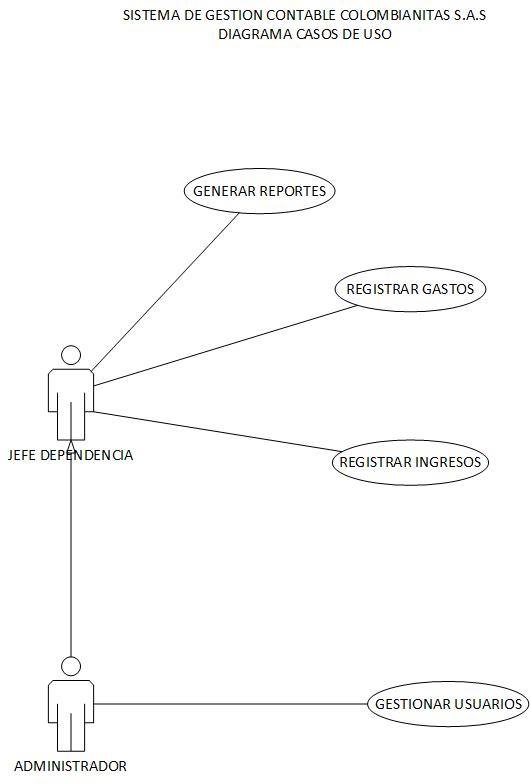 SISTEMA DE GESTION CONTABLE COLOMBIANITAS S.A.S
DIAGRAMA CASOS DE USO
GENERAR REPORTES
REGISTRAR GASTOS
JEFE DEPENDENCIA
REGISTRAR INGRESOS
GESTIONAR USUARIOS
ADMINISTRADOR